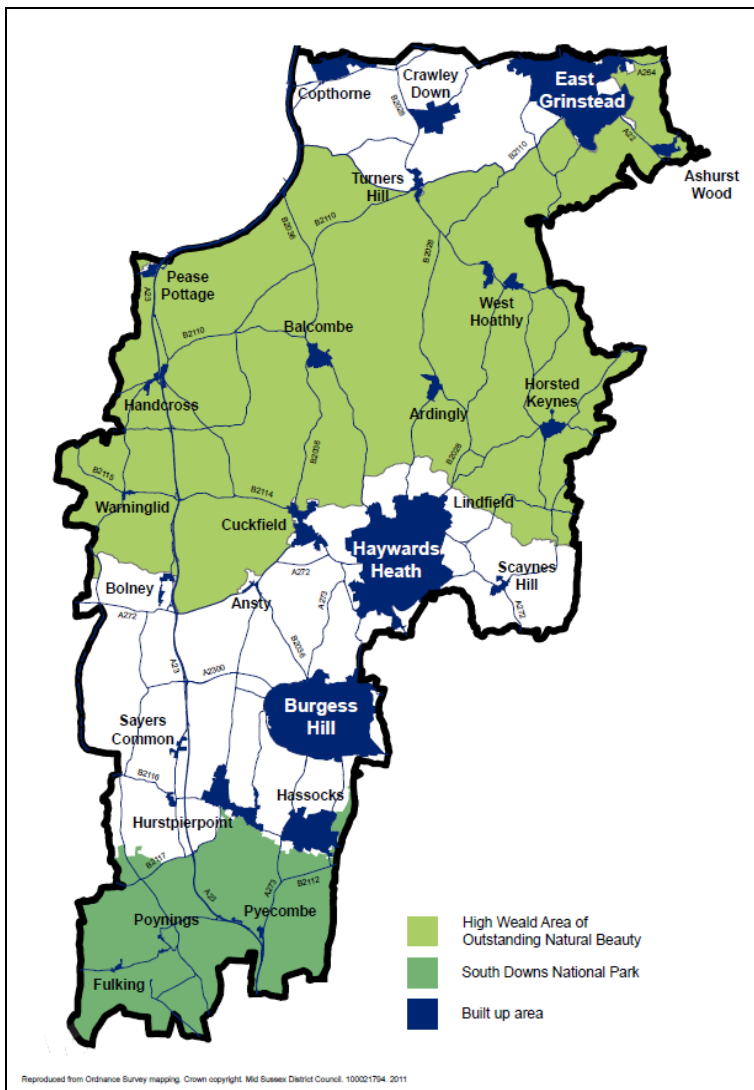 Copthorne
Crawley
Down
East
Grinstead
A264
B2028
B2110
A22
Ashurst
Wood
Turners
Hill
B2036
B2110
B2028
Pease
Pottage
A23
West
Hoathly
B2110
Balcombe
Horsted
Keynes
Handcross
Ardingly
B2036
B2028
B2115
Warninglid
B2114
Cuckfield
Lindfield
Haywards
Heath
Scaynes
Hill
A272
Bolney
A272
Ansty
A272
A273
B2036
A23
A2300
Burgess
Hill
Sayers
Common
B2116
Hassocks
Hurstpierpoint
B2117
A23
A273
B2112
Poynings
Pyecombe
Fulking
High Weald Area of
Outstanding Natural Beauty
South Downs National Park
Built up area
Reproduced from Ordnance Survey mapping. Crown copyright. Mid Sussex District Council. 100021794. 2011